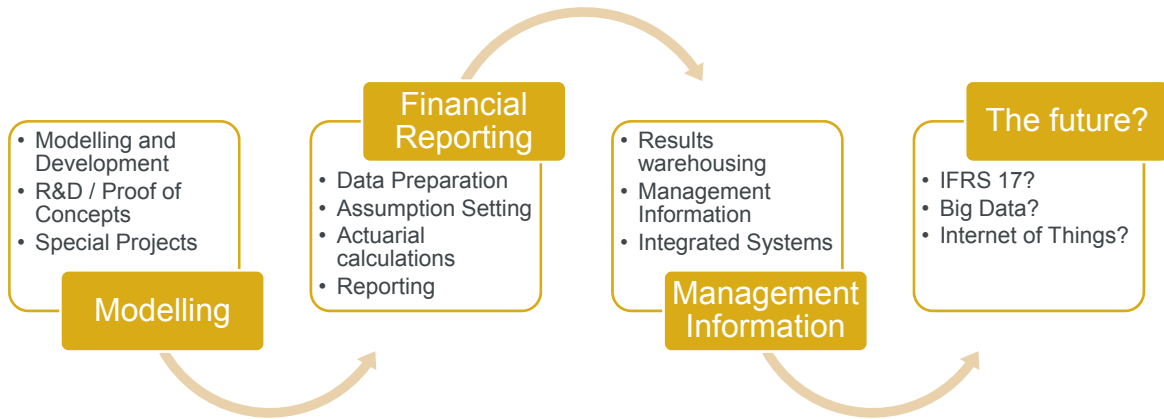 • Modelling and
Development
• R&D / Proof of
Concepts
• Special Projects
Modelling
Financial
Reporting
• Data Preparation
• Assumption Setting
• Actuarial
calculations
• Reporting
• Results
warehousing
• Management
Information
• Integrated Systems
Management
Information
The future?
• IFRS 17?
• Big Data?
• Internet of Things?